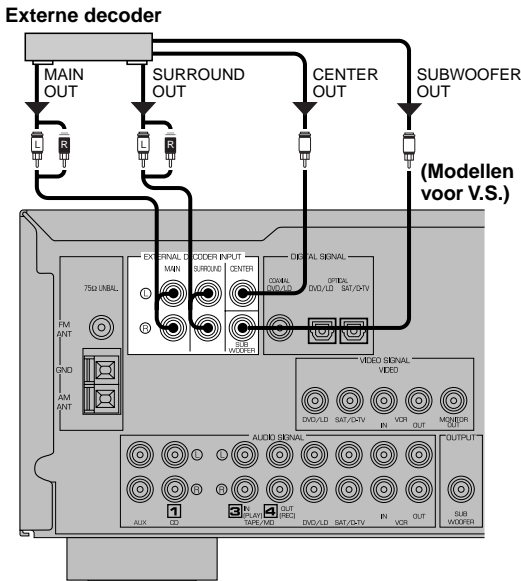 Externe decoder
MAIN OUT
SURROUND OUT
CENTER OUT
SUBWOOFER OUT
L R L R
(Modellen voor V.S.)
EXTERNAL DECODER INPUT
MAIN SURROUND CENTER
L
R
SUB WOOFER
DIGITAL SIGNAL
COAXIAL OPTICAL
DVD/LD DVD/LD SAT/D-TV
75Ω UNBAL.
FM ANT
GND
AM ANT
VIDEO SIGNAL
VIDEO
DVD/LD SAT/D-TV IN VCR OUT MONITOR OUT
AUDIO SIGNAL
L L
R R
1 3 IN (PLAY) 4 OUT (REC)
AUX CD TAPE/MD DVD/LD SAT/D-TV IN VCR OUT
OUTPUT
SUB WOOFER